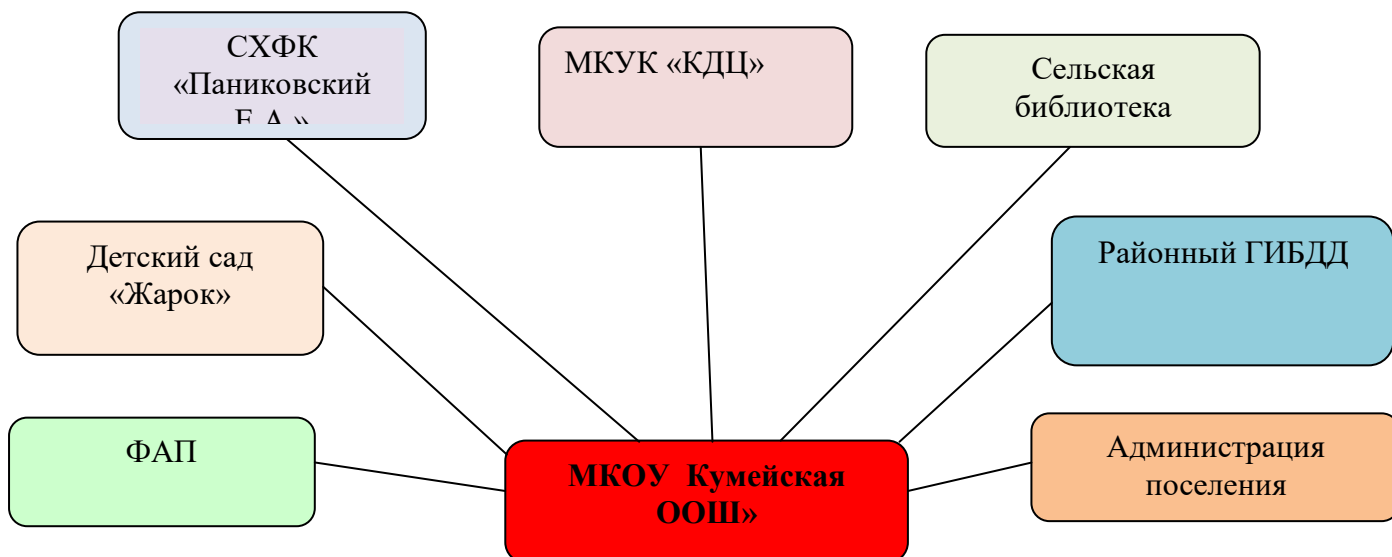 СХФК
«Паниковский
Е.А.»
МКУК «КДЦ»
Сельская
библиотека
Детский сад
«Жарок»
Районный ГИБДД
ФАП
МКОУ Кумейская
ООШ»
Администрация
поселения